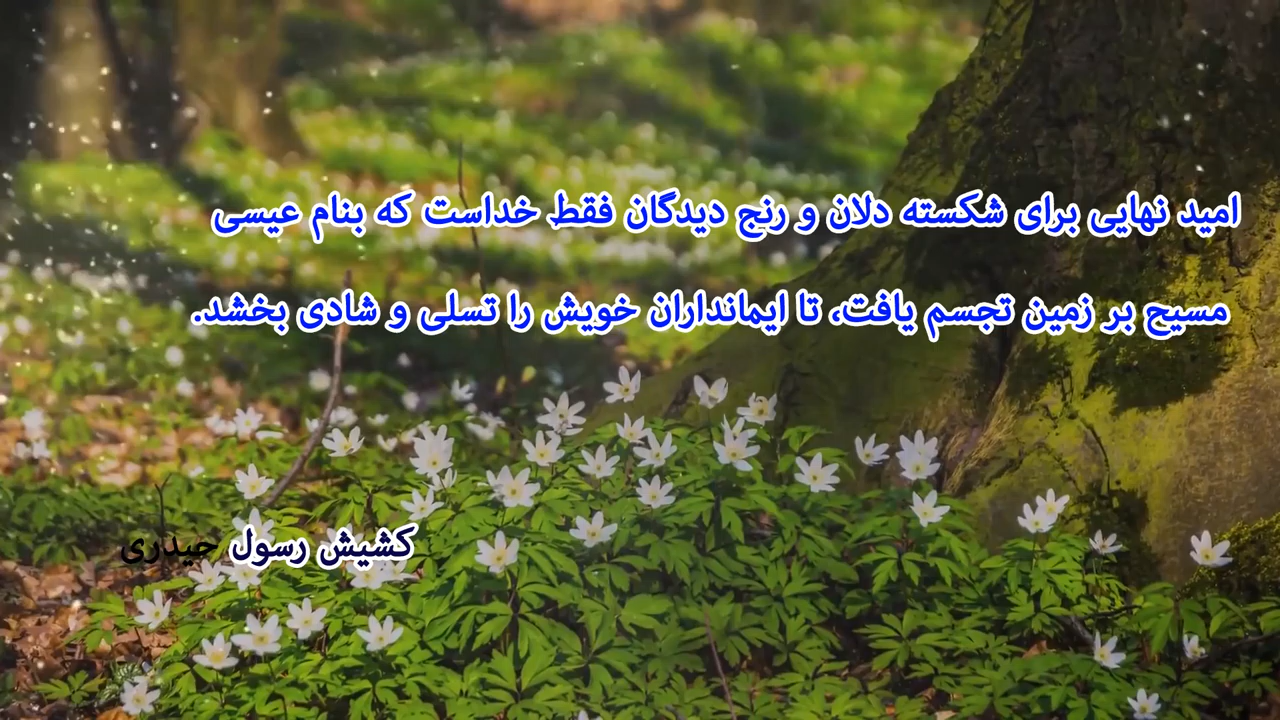 امید نهایی برای شکسته دلان و رنج دیدگان فقط خداست که بنام عیسی
مسیح بر زمین تجسم یافت، تا ایمانداران خویش را تسلی و شادی بخشد.
کشیش رسول حیدری